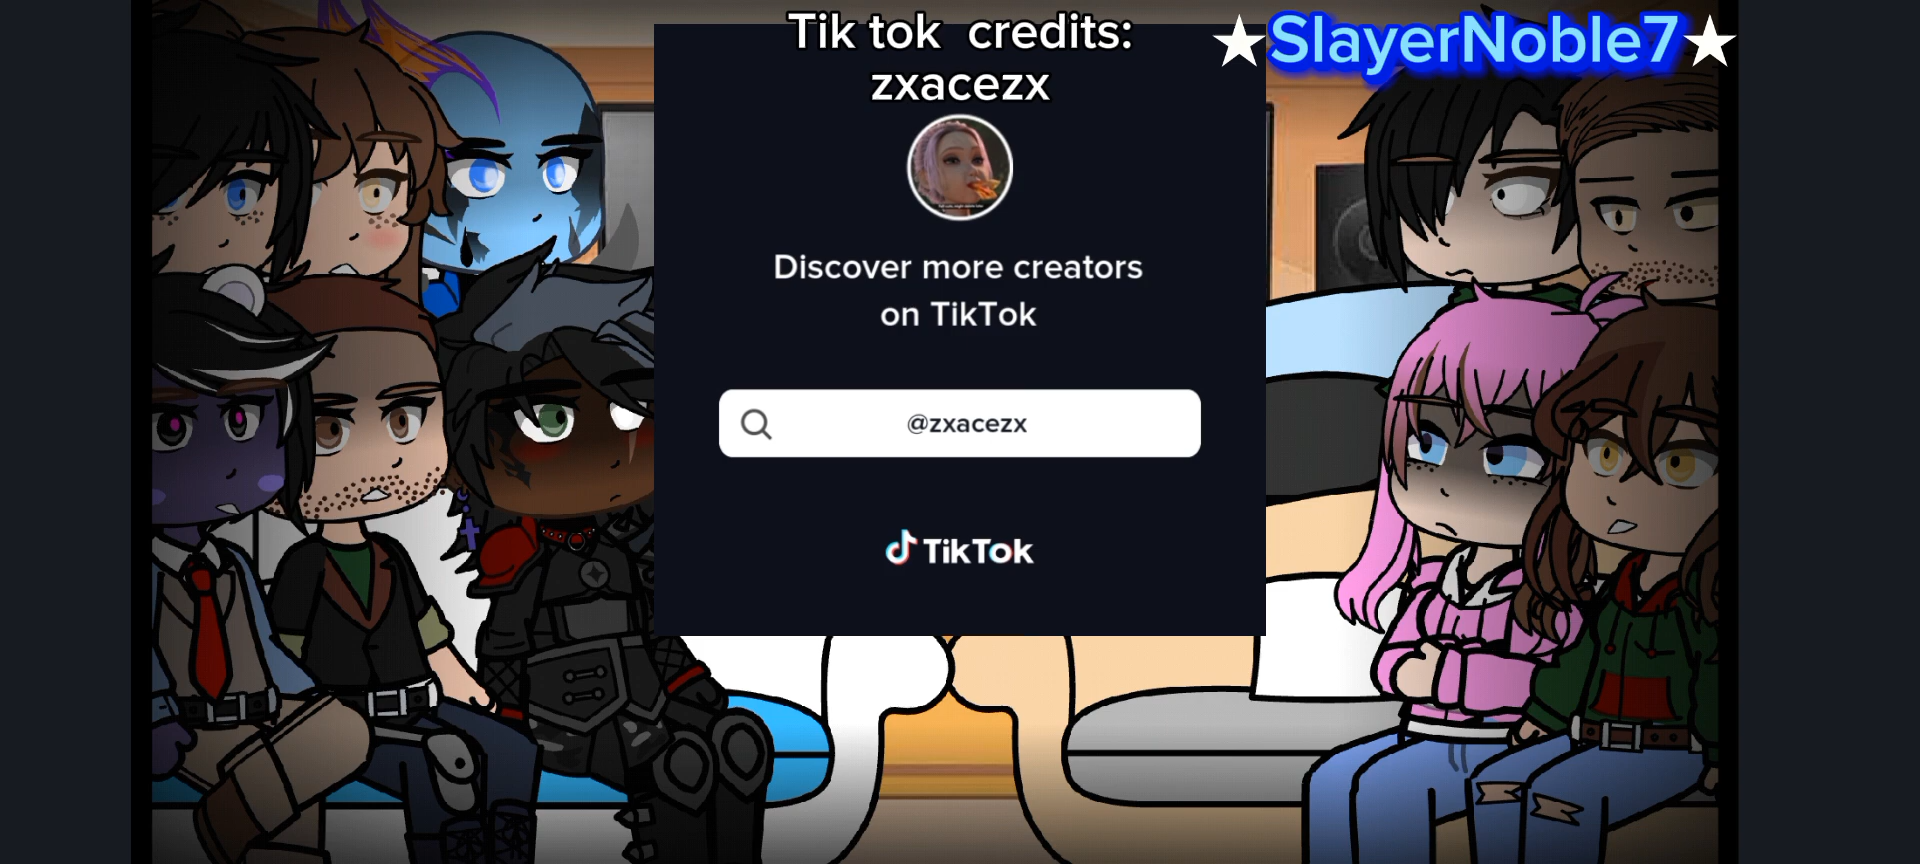 Tik tok credits:
zxacezx
★SlayerNoble7★
Discover more creators
on TikTok
@zxacezx
TikTok